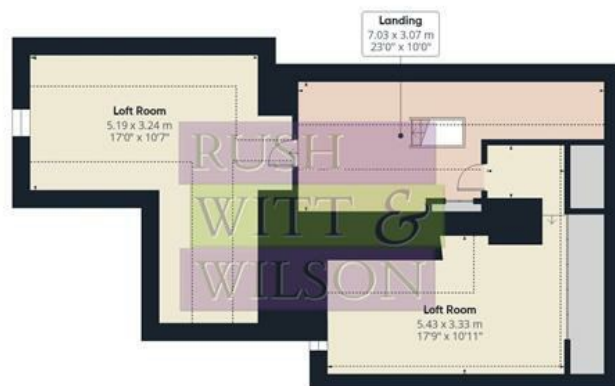 Landing
7.03 x 3.07 m
23'0" x 10'0"
Loft Room
5.19 x 3.24 m
17'0" x 10'7"
RUSH
WITT &
WILSON
Loft Room
5.43 x 3.33 m
17'9" x 10'11"